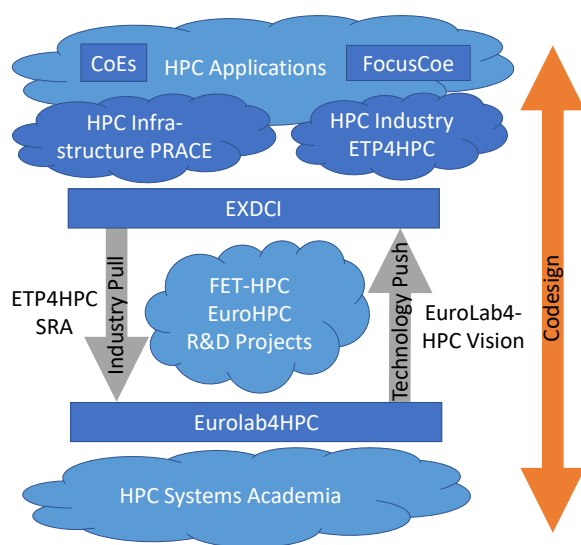 CoEs
HPC Applications
FocusCoe
HPC Infra-
structure PRACE
HPC Industry
ETP4HPC
EXDCI
ETP4HPC
SRA
Industry Pull
FET-HPC
EuroHPC
R&D Projects
Technology Push
EuroLab4-
HPC Vision
Codesign
Eurolab4HPC
HPC Systems Academia